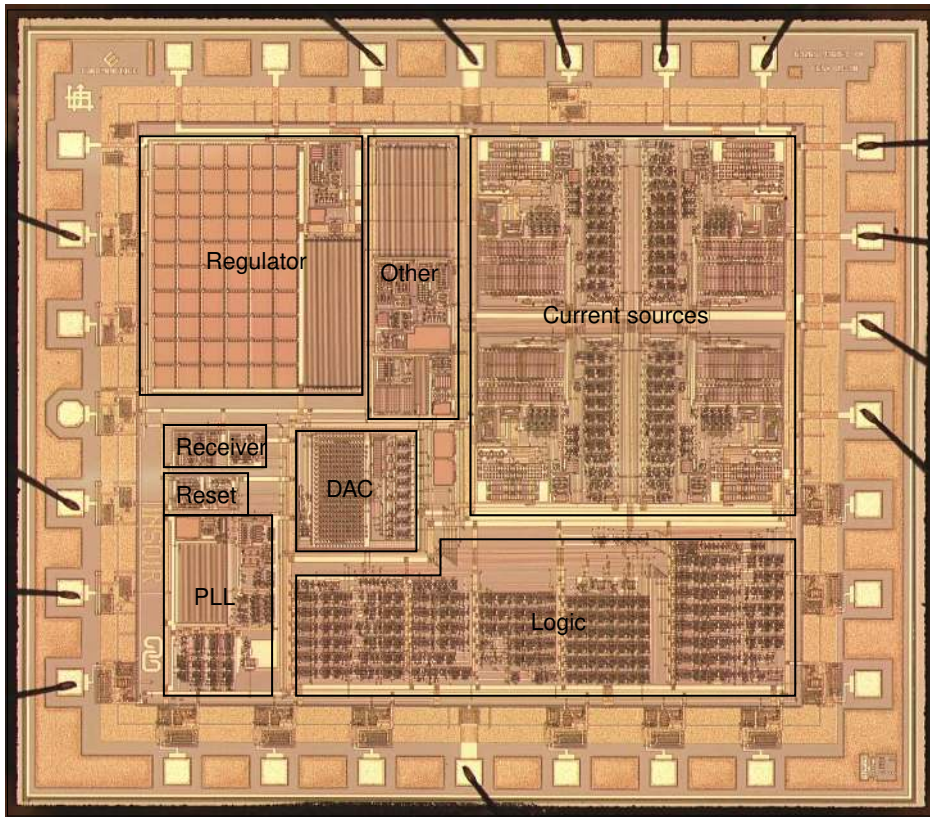 Regulator
Other
Current sources
Receiver
Reset
DAC
PLL
Logic